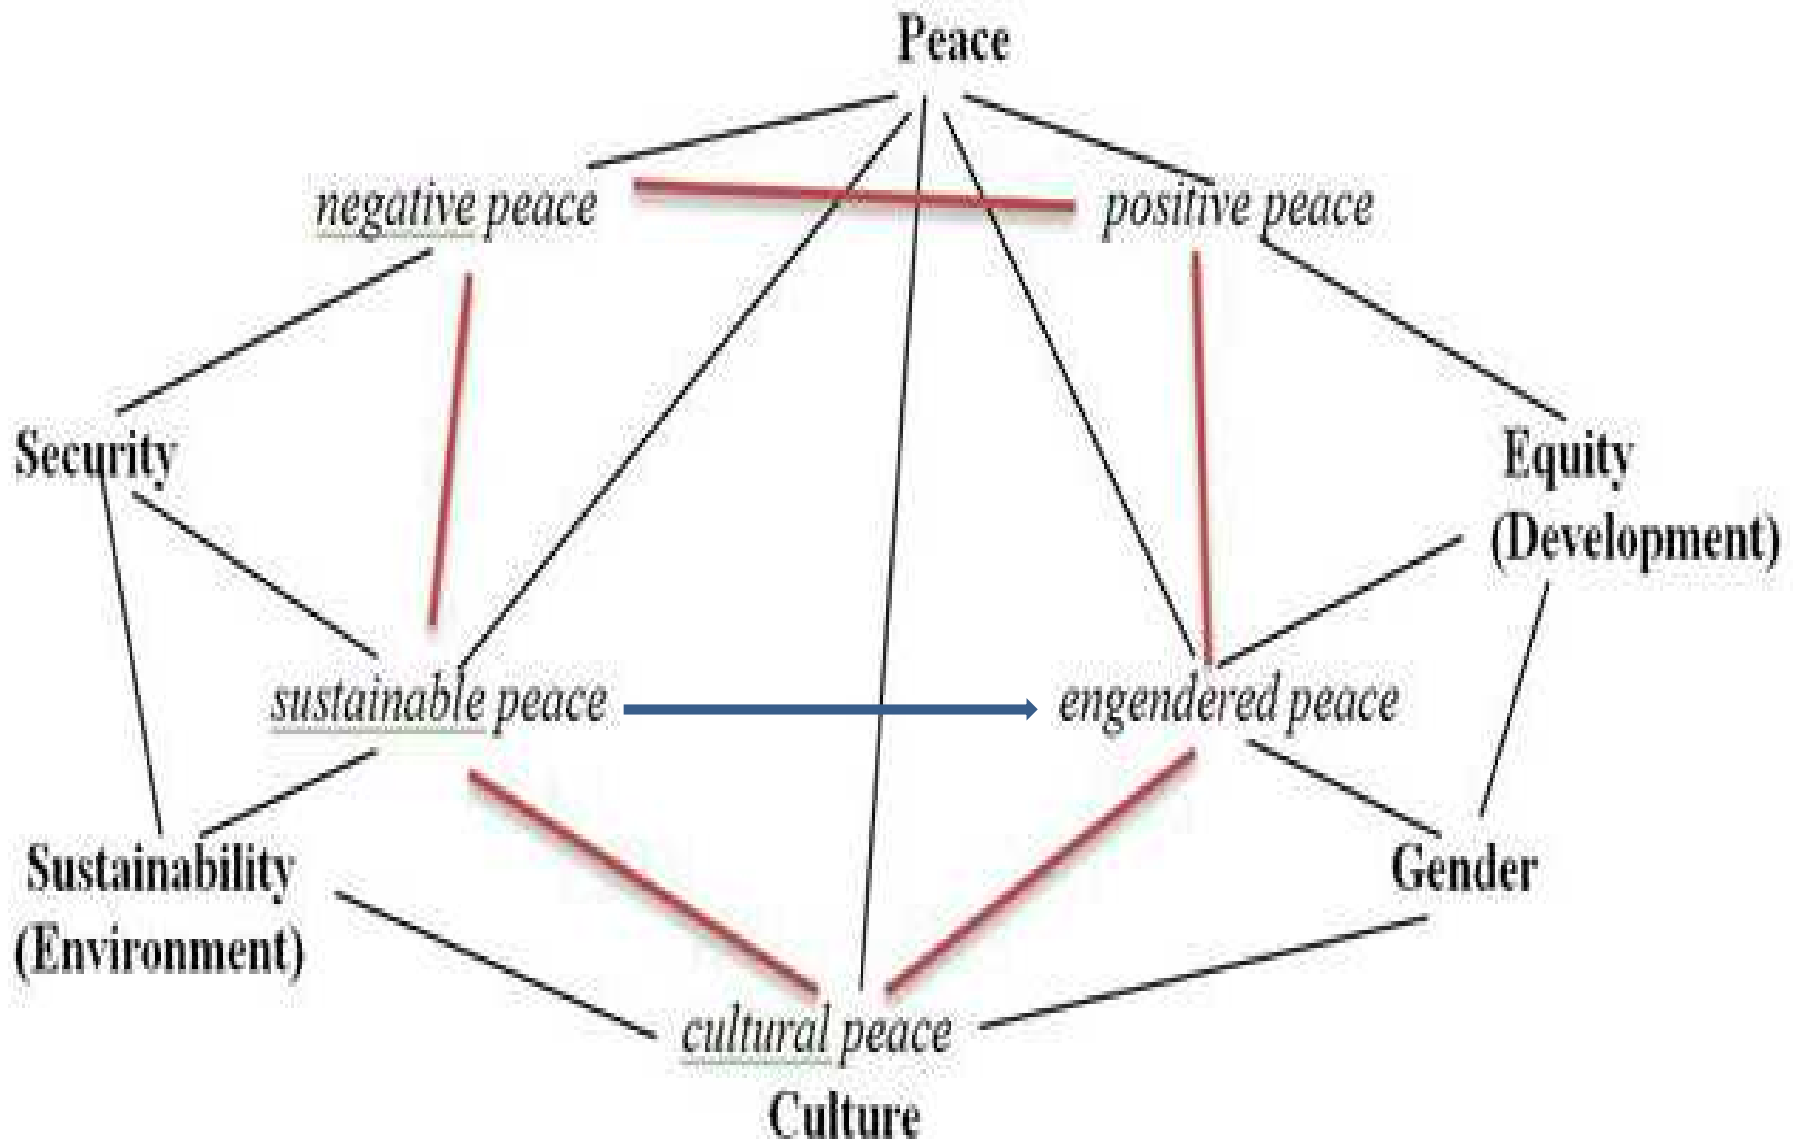 Peace
negative peace
positive peace
Security
Equity
(Development)
sustainable peace
engendered peace
Sustainability
(Environment)
Gender
cultural peace
Culture